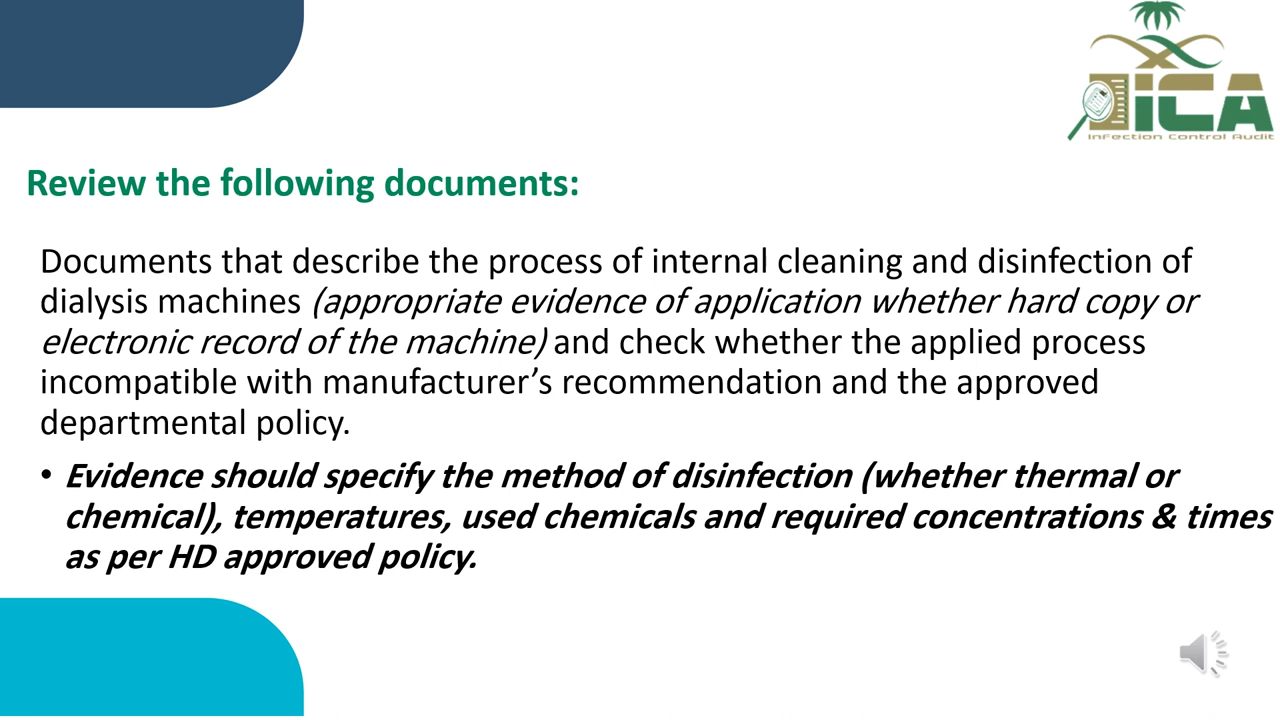 iCA
Infection Control Audit
Review the following documents:
Documents that describe the process of internal cleaning and disinfection of
dialysis machines (appropriate evidence of application whether hard copy or
electronic record of the machine) and check whether the applied process
incompatible with manufacturer’s recommendation and the approved
departmental policy.
• Evidence should specify the method of disinfection (whether thermal or
chemical), temperatures, used chemicals and required concentrations & times
as per HD approved policy.